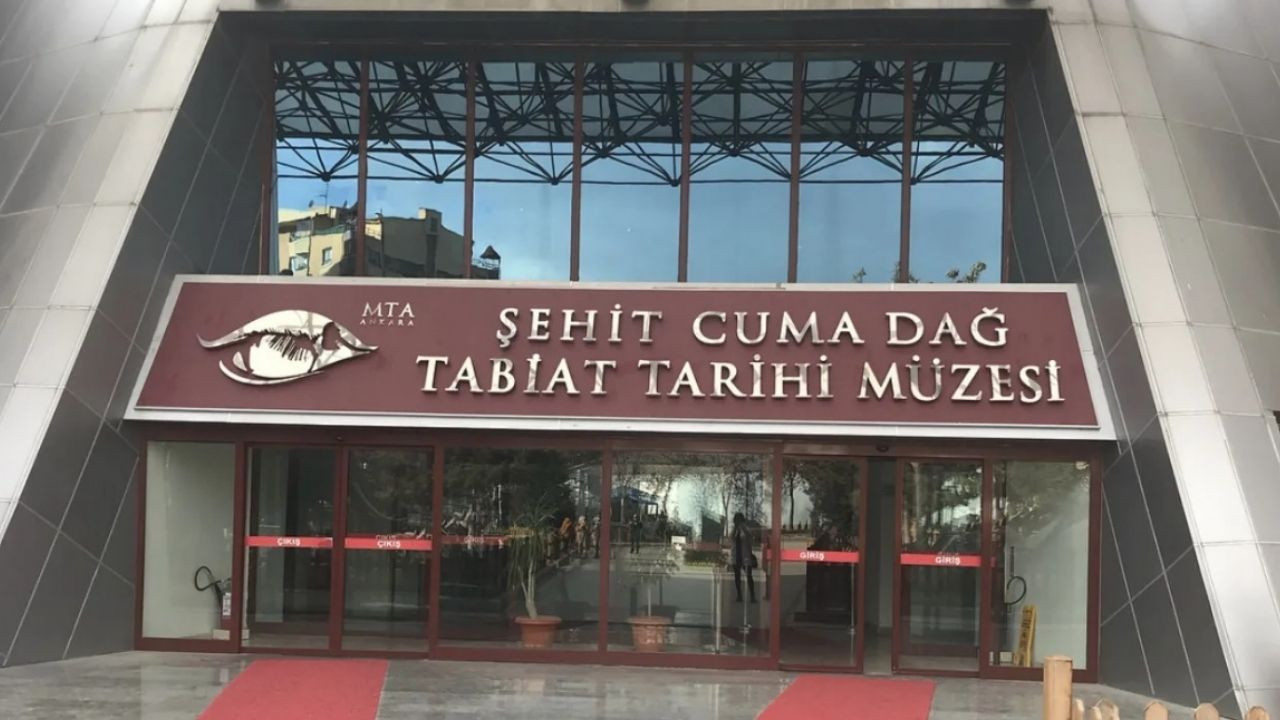 MTA
ANKARA
ŞEHİT CUMA DAĞ
TABİAT TARİHİ MÜZESİ
ÇIKIŞ
ÇIKIŞ
GİRİŞ
GİRİŞ